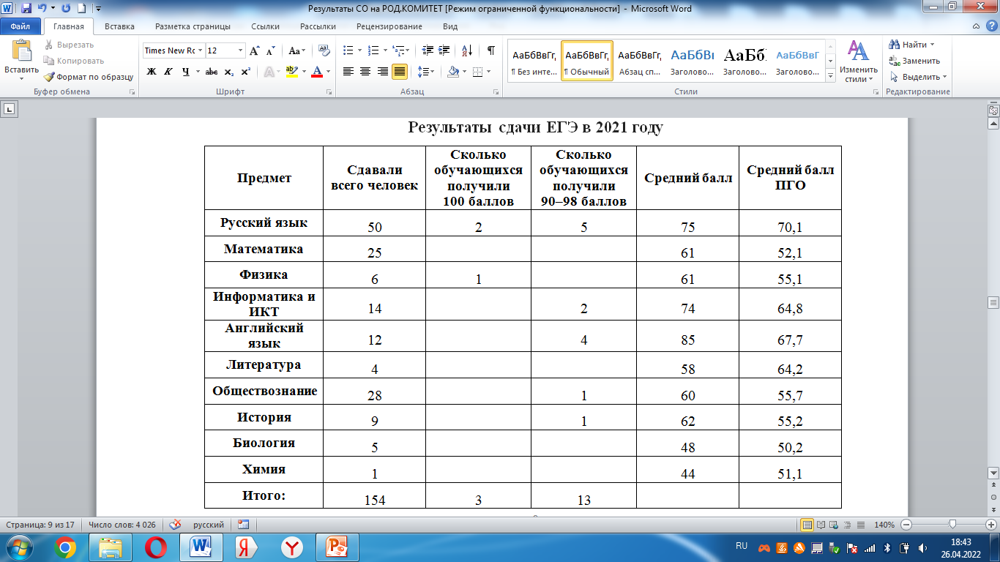 Результаты СО на РОД.КОМИТЕТ [Режим ограниченной функциональности] - Microsoft Word
Файл Главная Вставка Разметка страницы Ссылки Рассылки Рецензирование Вид
Вставить
Вырезать
Копировать
Формат по образцу
Буфер обмена
Times New Ro 12
Ж К Ч abc x₂ x² A ab A
Aa
Шрифт
Абзац
АаБбВвГг, АаБбВвГг, АаБбВвГг, АаБбВв АаБб АаБбВвГ
¶ Без инте... ¶ Обычный Абзац сп... Заголово... Заголово... Заголово...
Стили
Изменить
стили
Найти
Заменить
Выделить
Редактирование
Результаты сдачи ЕГЭ в 2021 году
Предмет
Сдавали
всего человек
Сколько
обучающихся
получили
100 баллов
Сколько
обучающихся
получили
90–98 баллов
Средний балл
Средний балл
ПГО
Русский язык 50 2 5 75 70,1
Математика 25 61 52,1
Физика 6 1 61 55,1
Информатика и
ИКТ 14 2 74 64,8
Английский
язык 12 4 85 67,7
Литература 4 58 64,2
Обществознание 28 1 60 55,7
История 9 1 62 55,2
Биология 5 48 50,2
Химия 1 44 51,1
Итого: 154 3 13
Страница: 9 из 17 Число слов: 4 026 русский 140%
RU 18:43
26.04.2022